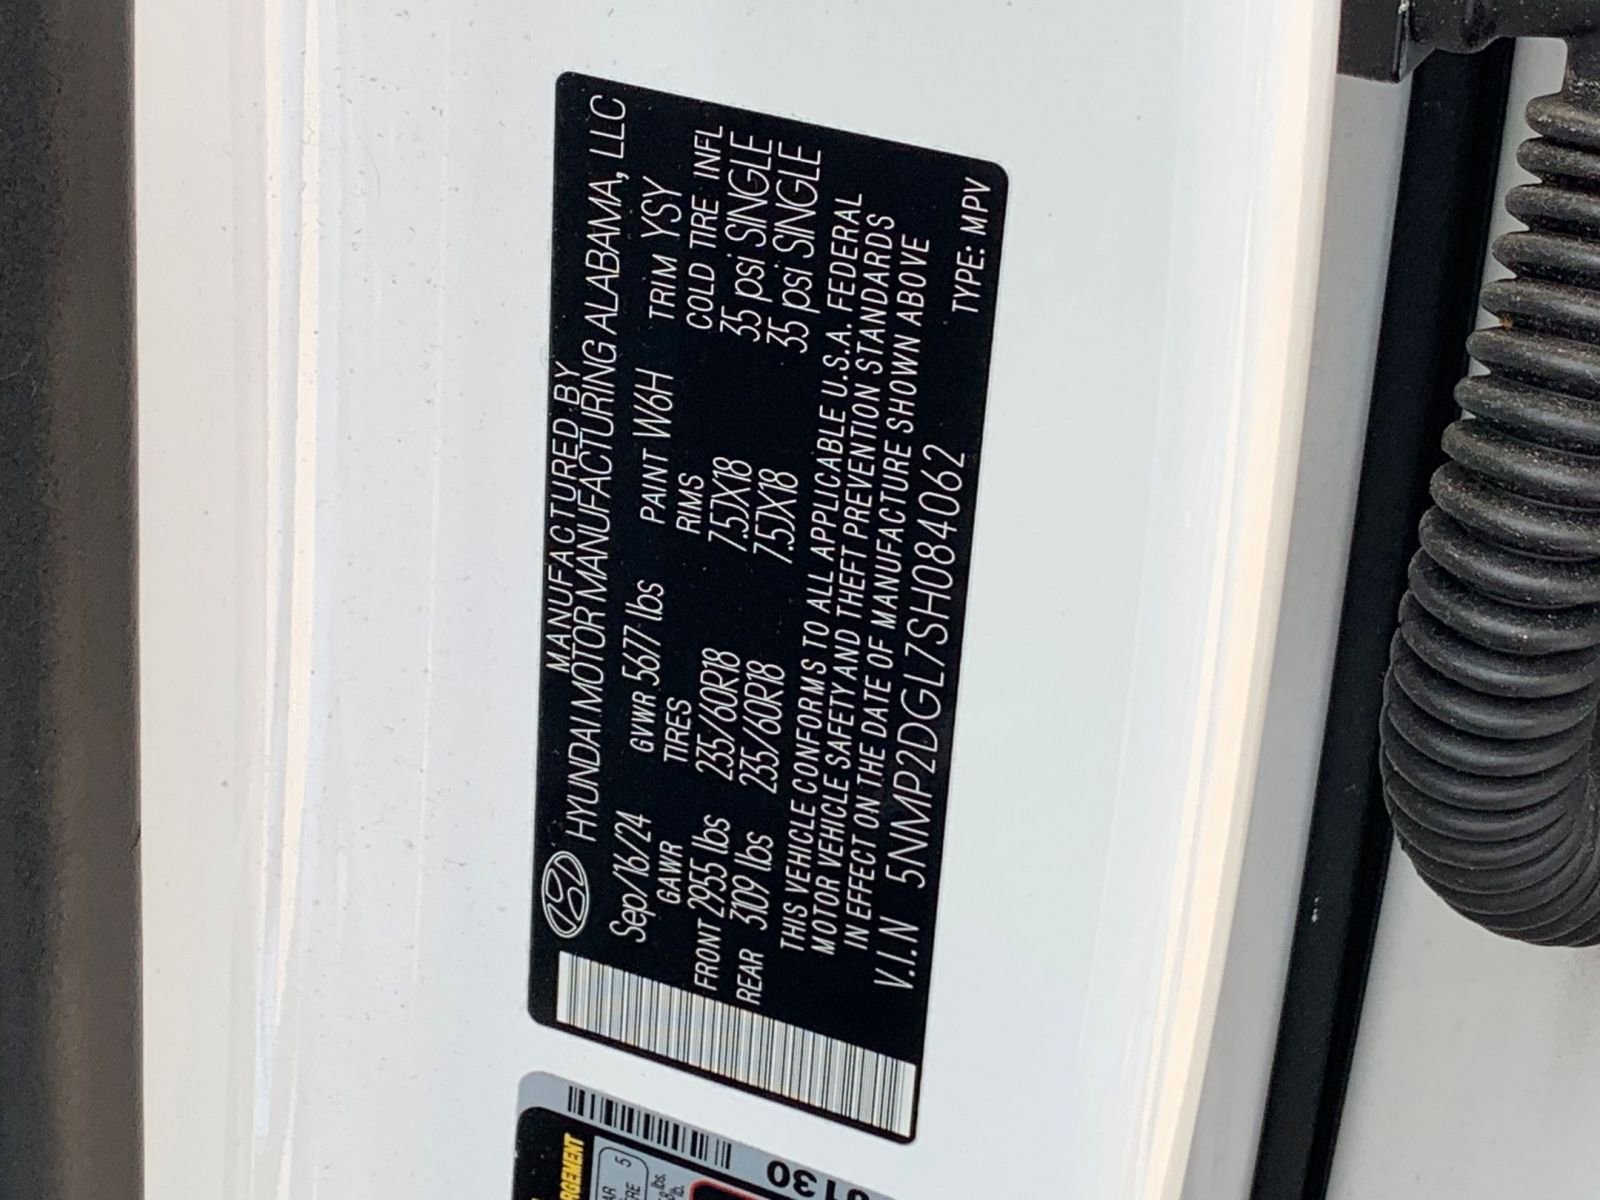 MANUFACTURED BY
HYUNDAI MOTOR MANUFACTURING ALABAMA, LLC
Sep/16/24 GVWR 5677 lbs PAINT W6H TRIM YSY
GAWR TIRES RIMS COLD TIRE INFL
FRONT 2955 lbs 235/60R18 7.5JX18 35 psi SINGLE
REAR 3109 lbs 235/60R18 7.5JX18 35 psi SINGLE
THIS VEHICLE CONFORMS TO ALL APPLICABLE U.S.A. FEDERAL
MOTOR VEHICLE SAFETY AND THEFT PREVENTION STANDARDS
IN EFFECT ON THE DATE OF MANUFACTURE SHOWN ABOVE
V.I.N 5NMP2DGL7SH084062 TYPE: MPV
5
130